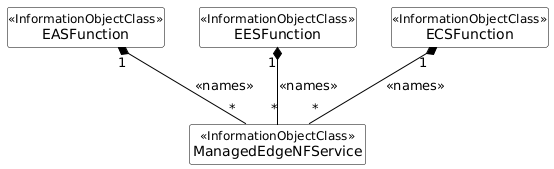 «InformationObjectClass» «InformationObjectClass» «InformationObjectClass»
EASFunction EESFunction ECSFunction
1 1 1
«names» «names» «names»
* * *
«InformationObjectClass»
ManagedEdgeNFService